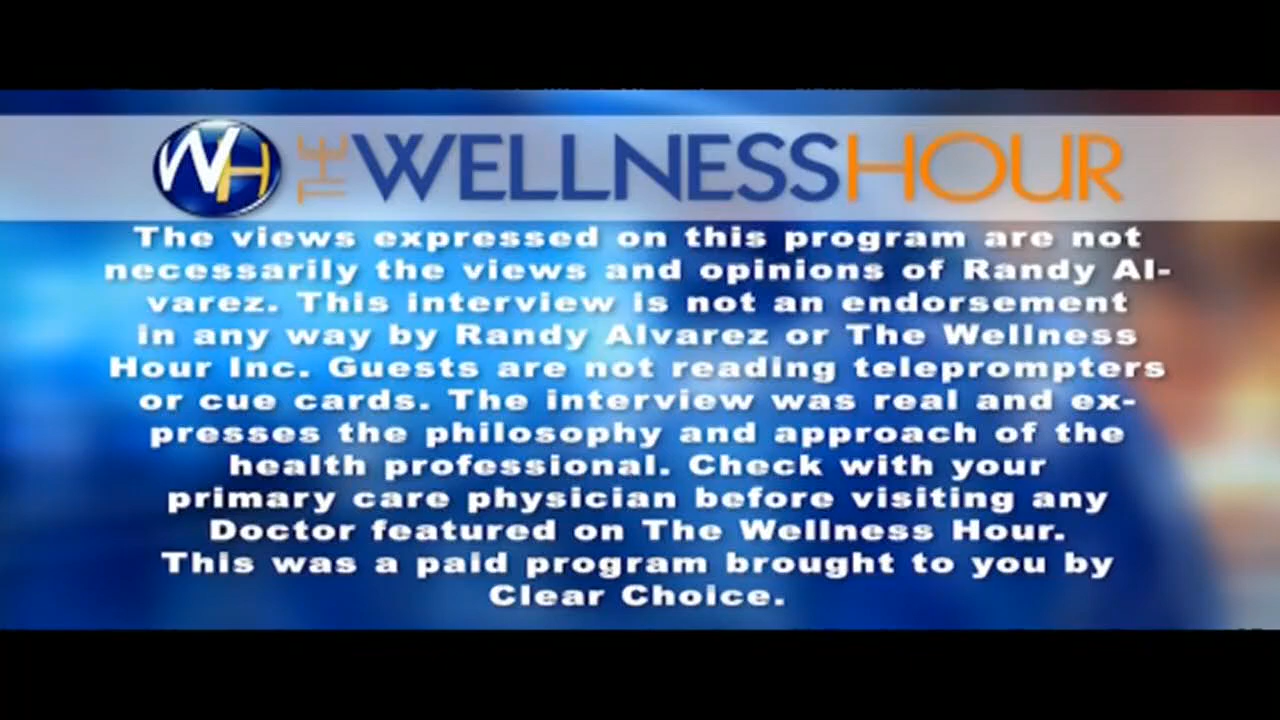 WH THE WELLNESSHOUR
The views expressed on this program are not
necessarily the views and opinions of Randy Al-
varez. This interview is not an endorsement
in any way by Randy Alvarez or The Wellness
Hour Inc. Guests are not reading teleprompters
or cue cards. The interview was real and ex-
presses the philosophy and approach of the
health professional. Check with your
primary care physician before visiting any
Doctor featured on The Wellness Hour.
This was a paid program brought to you by
Clear Choice.